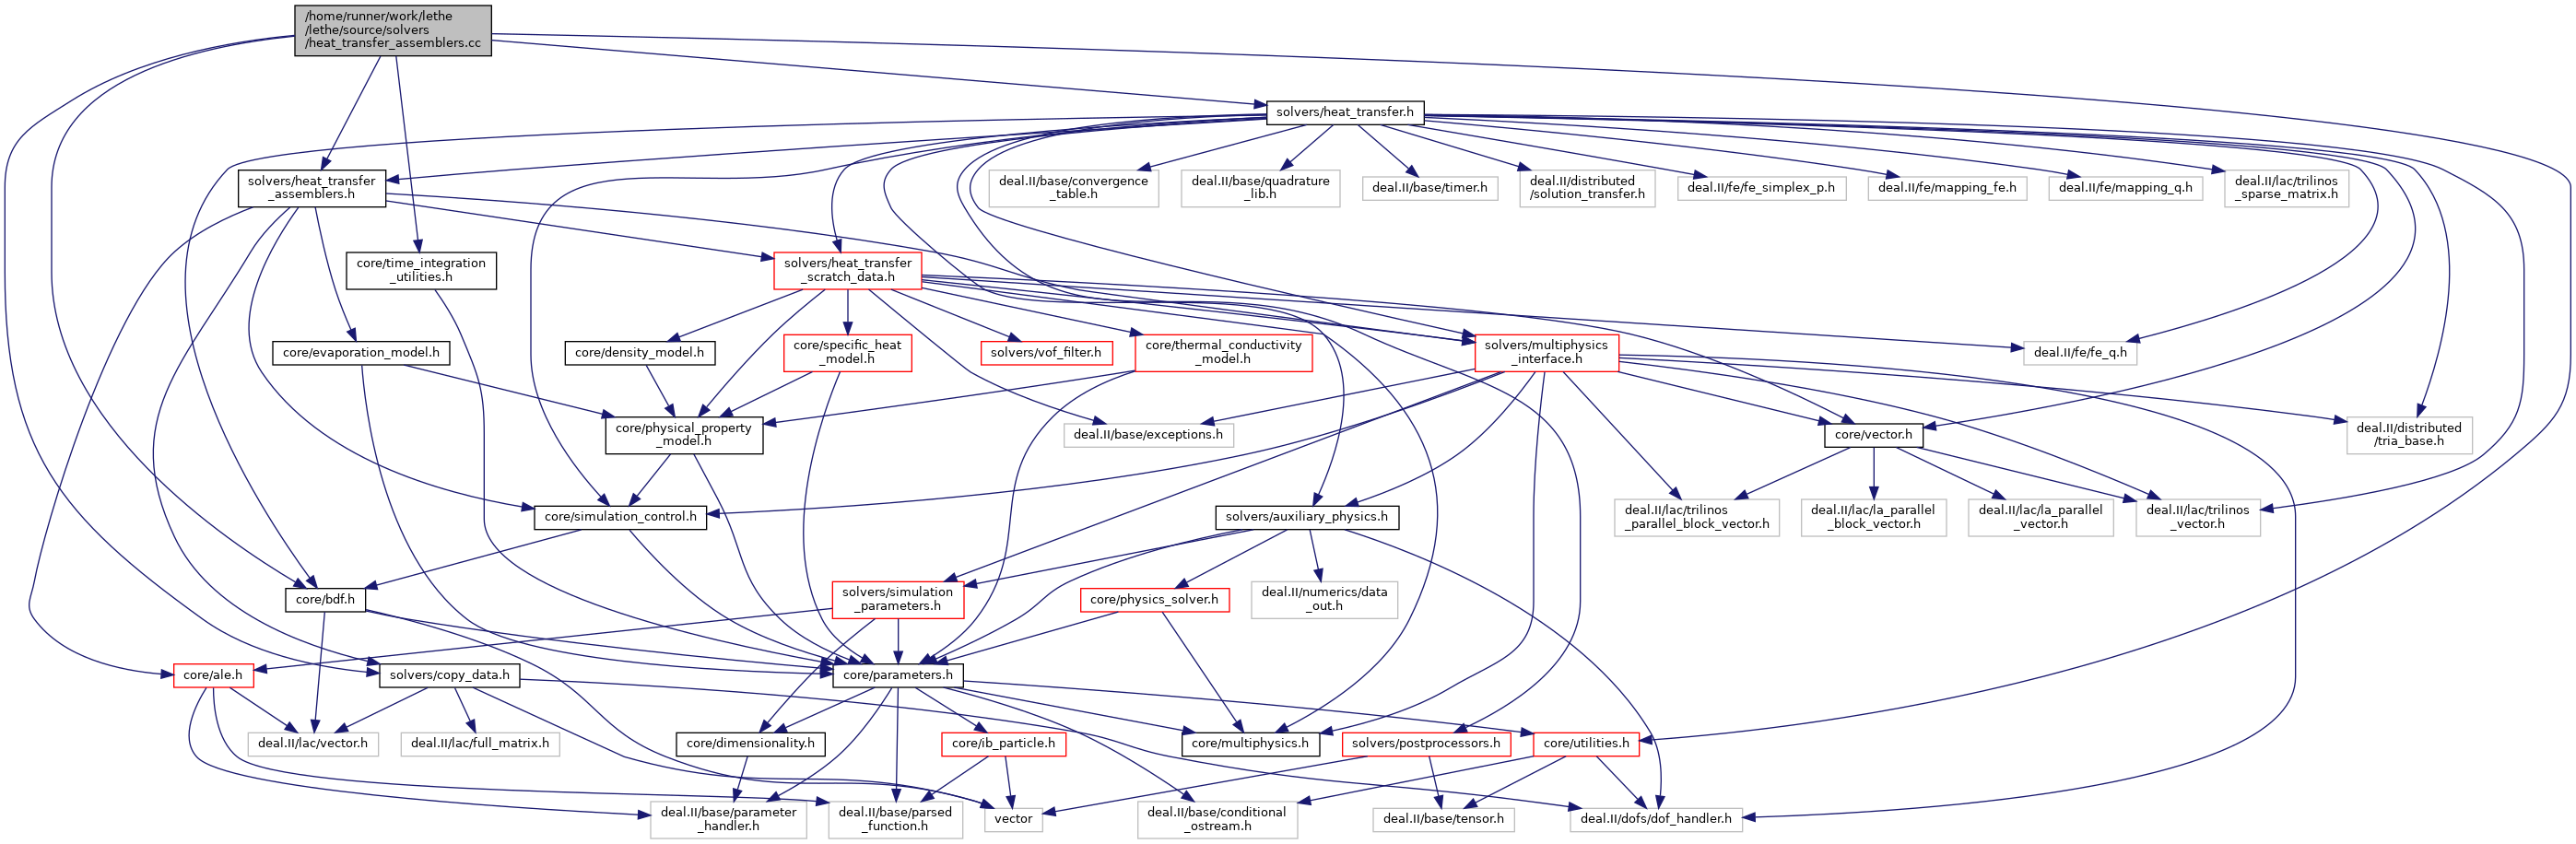 /home/runner/work/lethe
/lethe/source/solvers
/heat_transfer_assemblers.cc
solvers/heat_transfer.h
solvers/heat_transfer
_assemblers.h
deal.II/base/convergence
_table.h
deal.II/base/quadrature
_lib.h
deal.II/base/timer.h
deal.II/distributed
/solution_transfer.h
deal.II/fe/fe_simplex_p.h
deal.II/fe/mapping_fe.h
deal.II/fe/mapping_q.h
deal.II/lac/trilinos
_sparse_matrix.h
core/time_integration
_utilities.h
solvers/heat_transfer
_scratch_data.h
core/evaporation_model.h
core/density_model.h
core/specific_heat
_model.h
solvers/vof_filter.h
core/thermal_conductivity
_model.h
solvers/multiphysics
_interface.h
deal.II/fe/fe_q.h
core/physical_property
_model.h
deal.II/base/exceptions.h
core/vector.h
deal.II/distributed
/tria_base.h
core/simulation_control.h
solvers/auxiliary_physics.h
deal.II/lac/trilinos
_parallel_block_vector.h
deal.II/lac/la_parallel
_block_vector.h
deal.II/lac/la_parallel
_vector.h
deal.II/lac/trilinos
_vector.h
core/bdf.h
solvers/simulation
_parameters.h
core/physics_solver.h
deal.II/numerics/data
_out.h
core/ale.h
solvers/copy_data.h
core/parameters.h
deal.II/lac/vector.h
deal.II/lac/full_matrix.h
core/dimensionality.h
core/ib_particle.h
core/multiphysics.h
solvers/postprocessors.h
core/utilities.h
deal.II/base/parameter
_handler.h
deal.II/base/parsed
_function.h
vector
deal.II/base/conditional
_ostream.h
deal.II/base/tensor.h
deal.II/dofs/dof_handler.h